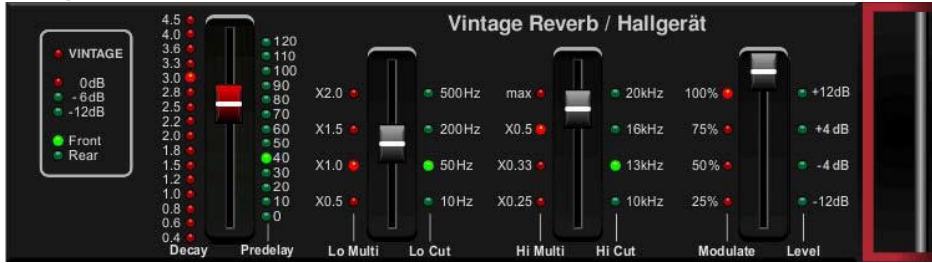 Vintage Reverb / Hallgerät
VINTAGE
0dB
-6dB
-12dB
Front
Rear
4.5
4.0
3.6
3.3
3.0
2.8
2.5
2.2
2.0
1.8
1.5
1.2
1.0
0.8
0.6
0.4
Decay
120
110
100
90
80
70
60
50
40
30
20
10
0
Predelay
X2.0
X1.5
X1.0
X0.5
Lo Multi
500Hz
200Hz
50Hz
10Hz
Lo Cut
max
X0.5
X0.33
X0.25
Hi Multi
20kHz
16kHz
13kHz
10kHz
Hi Cut
100%
75%
50%
25%
Modulate
+12dB
+4 dB
-4 dB
-12dB
Level